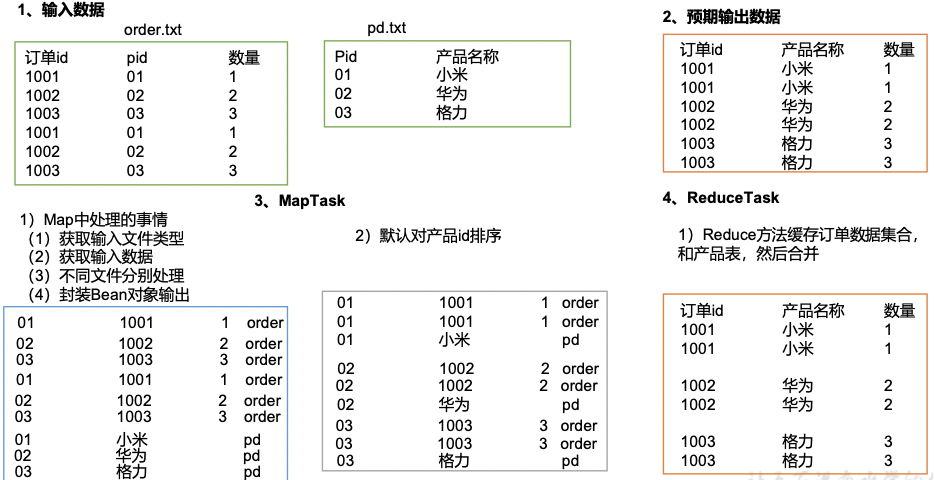 1、输入数据
order.txt
订单id pid 数量
1001 01 1
1002 02 2
1003 03 3
1001 01 1
1002 02 2
1003 03 3
pd.txt
Pid 产品名称
01 小米
02 华为
03 格力
2、预期输出数据
订单id 产品名称 数量
1001 小米 1
1001 小米 1
1002 华为 2
1002 华为 2
1003 格力 3
1003 格力 3
3、MapTask
1）Map中处理的事情
（1）获取输入文件类型
（2）获取输入数据
（3）不同文件分别处理
（4）封装Bean对象输出
01 1001 1 order
02 1002 2 order
03 1003 3 order
01 1001 1 order
02 1002 2 order
03 1003 3 order
01 小米 pd
02 华为 pd
03 格力 pd
2）默认对产品id排序
01 1001 1 order
01 1001 1 order
01 小米 pd
02 1002 2 order
02 1002 2 order
02 华为 pd
03 1003 3 order
03 1003 3 order
03 格力 pd
4、ReduceTask
1）Reduce方法缓存订单数据集合，
和产品表，然后合并
订单id 产品名称 数量
1001 小米 1
1001 小米 1
1002 华为 2
1002 华为 2
1003 格力 3
1003 格力 3